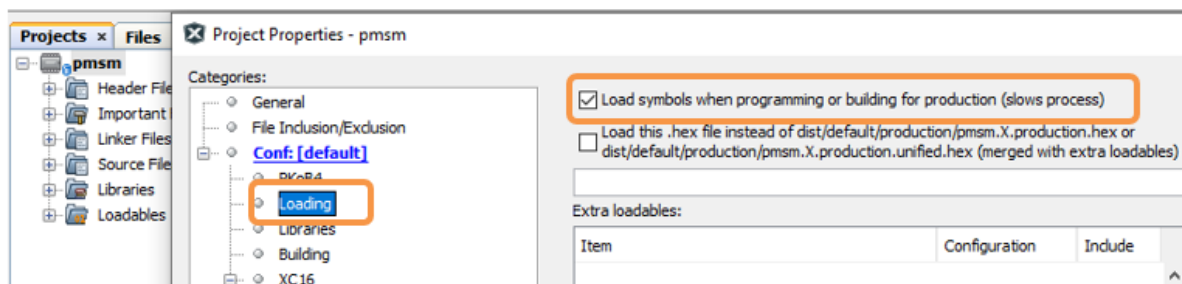 Projects × Files
Project Properties - pmsm
pmsm
Header File
Important
Linker Files
Source File
Libraries
Loadables
Categories:
General
File Inclusion/Exclusion
Conf: [default]
PKoB4
Loading
Libraries
Building
XC16
Load symbols when programming or building for production (slows process)
Load this .hex file instead of dist/default/production/pmsm.X.production.hex or
dist/default/production/pmsm.X.production.unified.hex (merged with extra loadables)
Extra loadables:
Item Configuration Include